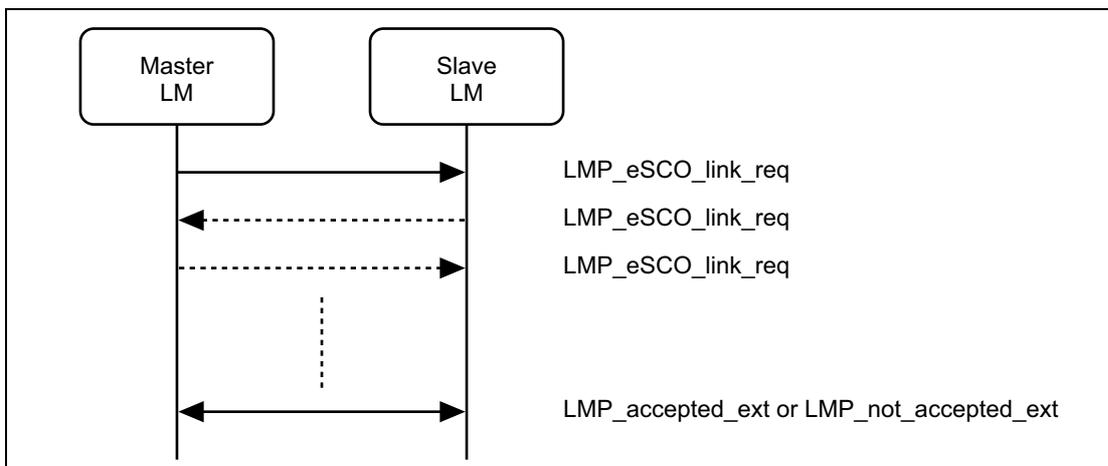 Master
LM
Slave
LM
LMP_eSCO_link_req
LMP_eSCO_link_req
LMP_eSCO_link_req
LMP_accepted_ext or LMP_not_accepted_ext